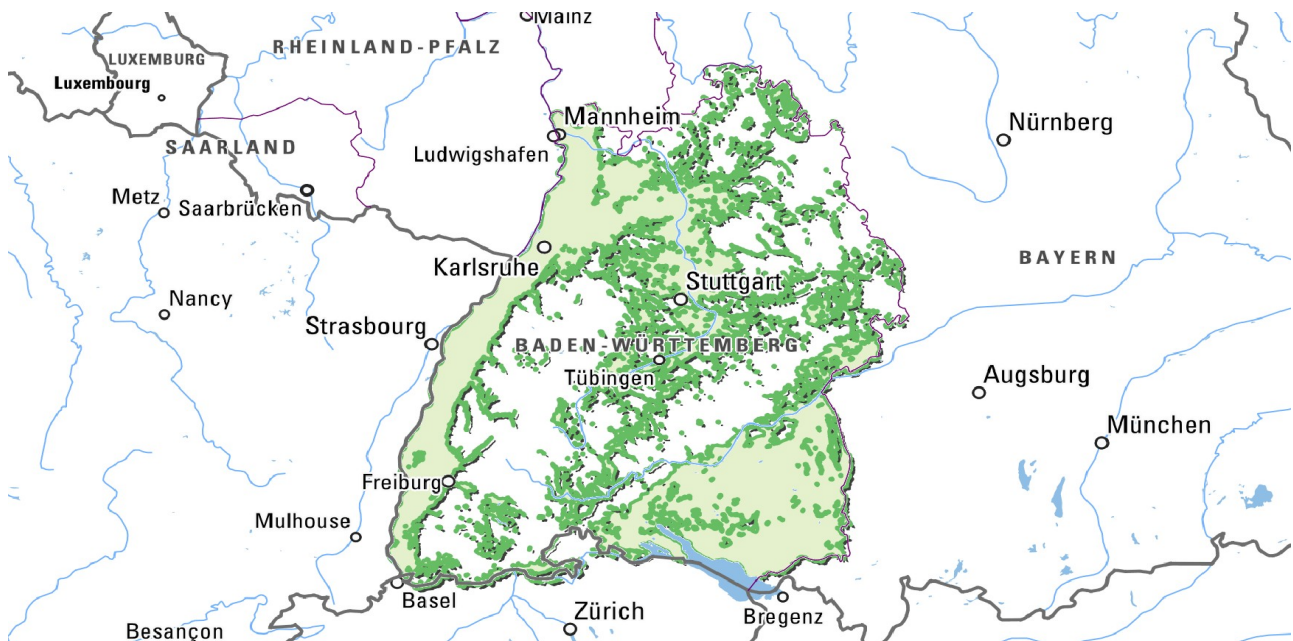 Mainz
RHEINLAND-PFALZ
LUXEMBURG
Luxembourg
Mannheim
Nürnberg
SAARLAND
Ludwigshafen
Metz
Saarbrücken
Karlsruhe
BAYERN
Nancy
Stuttgart
Strasbourg
BADEN-WÜRTTEMBERG
Tübingen
Augsburg
München
Freiburg
Mulhouse
Basel
Bregenz
Zürich
Besançon